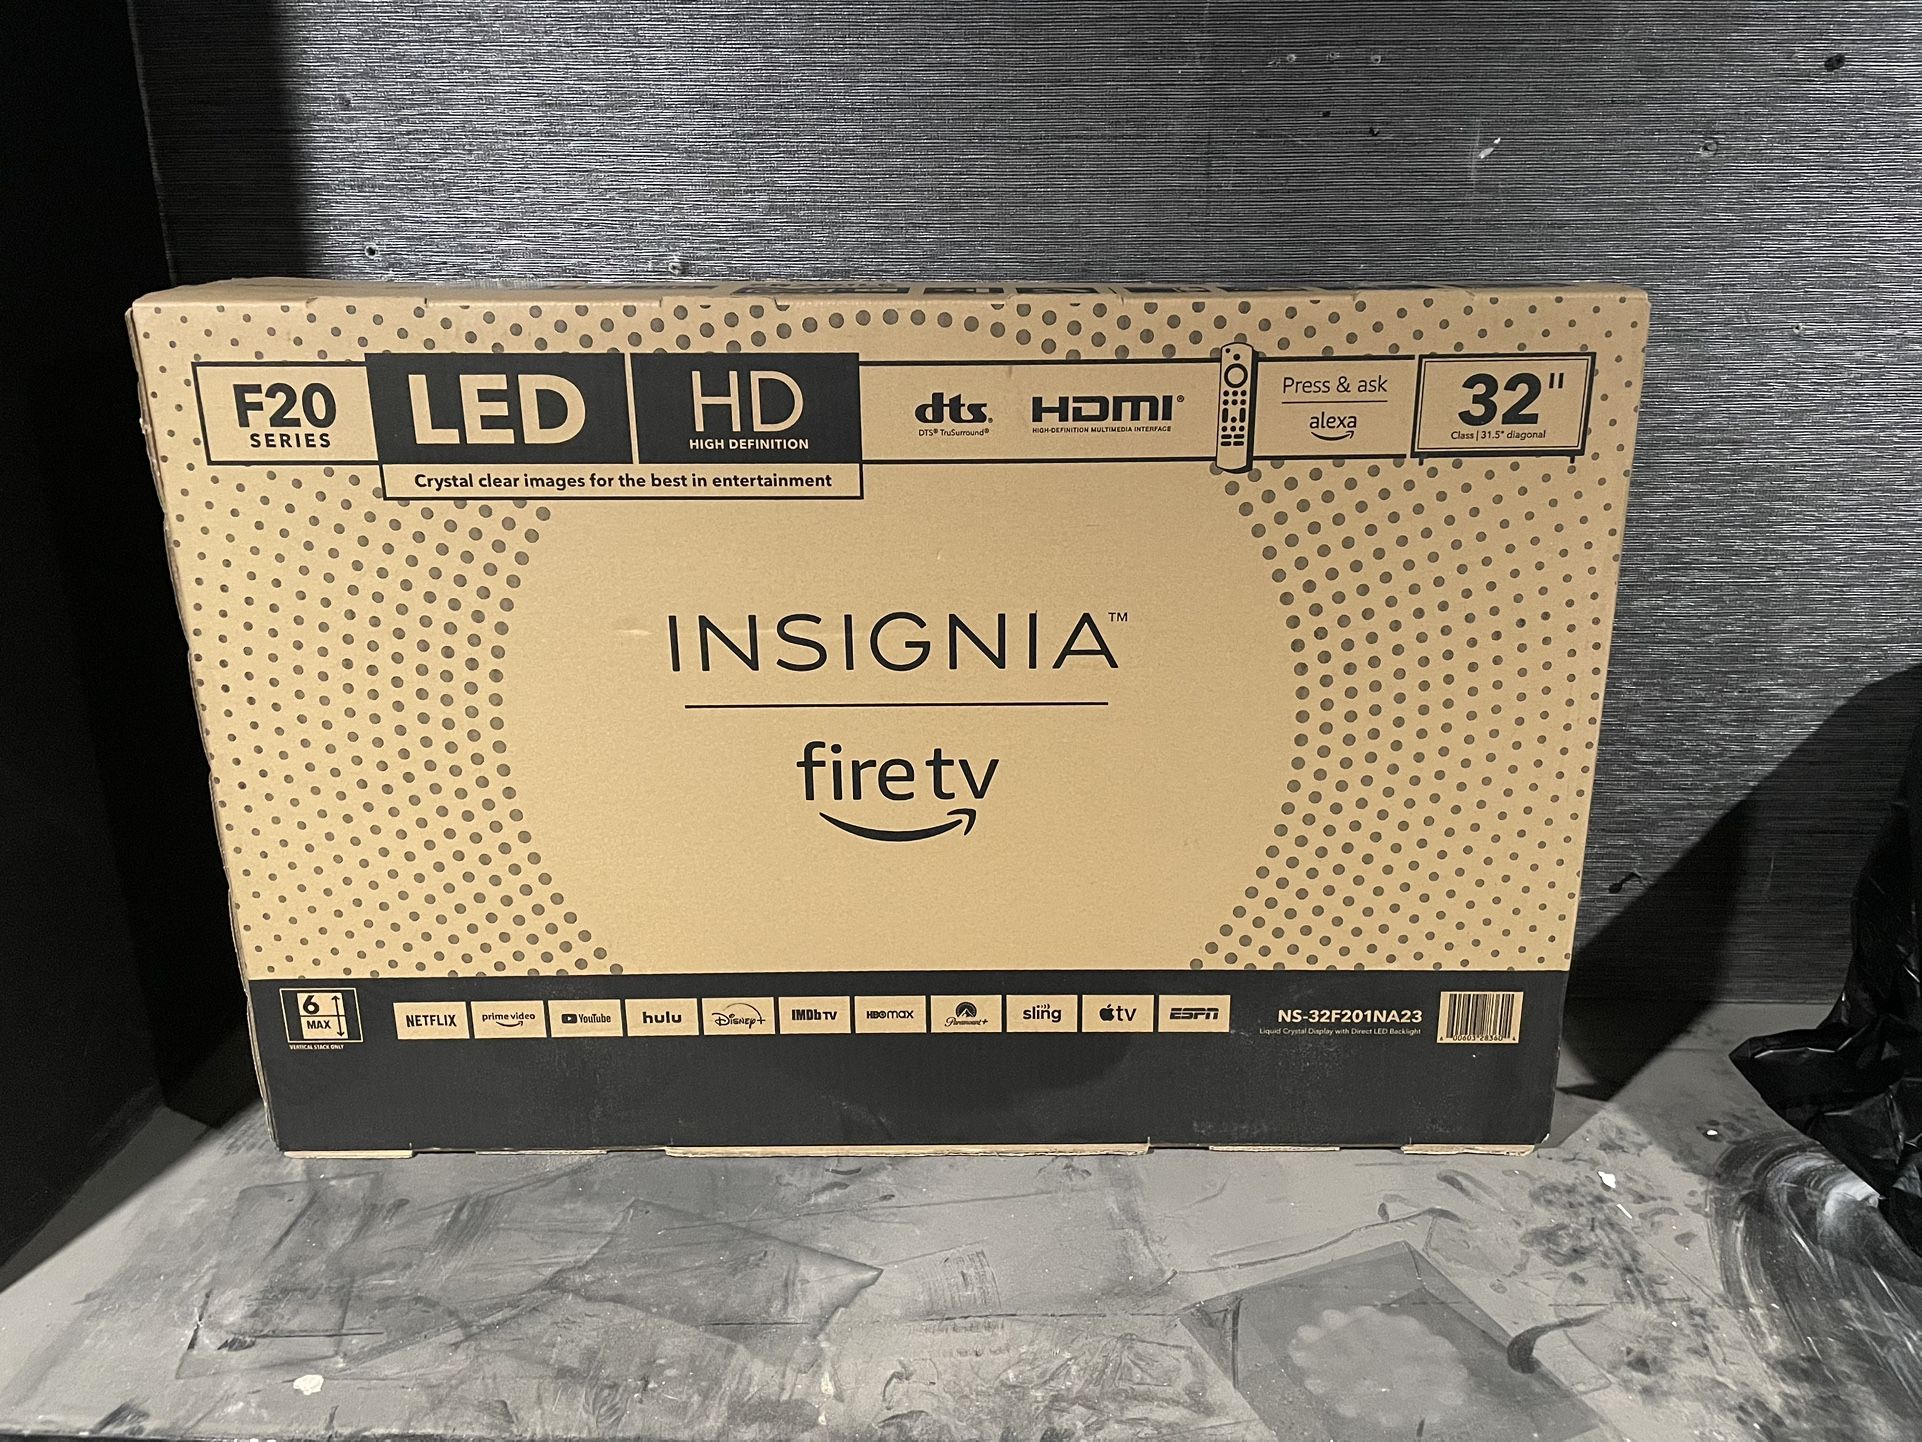 F20
SERIES
LED
HD
HIGH DEFINITION
Crystal clear images for the best in entertainment
dts®
DTS® TruSurround®
HDMI®
HIGH-DEFINITION MULTIMEDIA INTERFACE
Press & ask
alexa
32"
Class | 31.5" diagonal
INSIGNIA™
fire tv
6
MAX
VERTICAL STACK ONLY
NETFLIX
prime video
YouTube
hulu
Disney+
IMDb TV
HBOmax
Paramount+
sling
tv
ESPN
NS-32F201NA23
Liquid Crystal Display with Direct LED Backlight